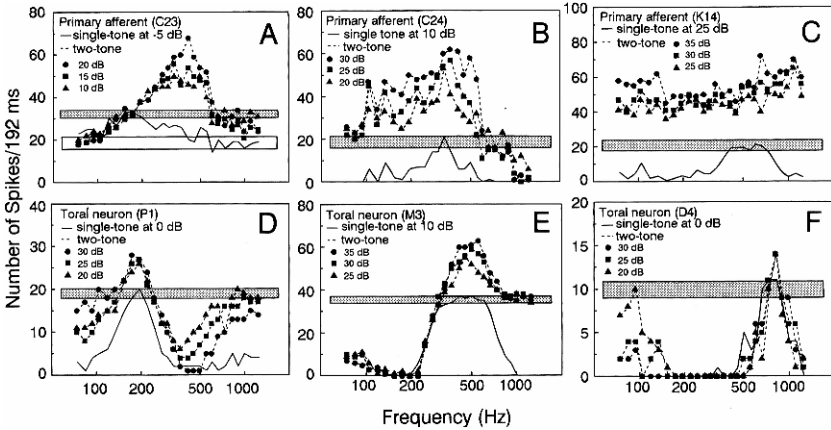 Number of Spikes/192 ms
Frequency (Hz)
A
Primary afferent (C23)
single-tone at -5 dB
two-tone
20 dB
15 dB
10 dB
80
60
40
20
0
B
Primary afferent (C24)
single-tone at 10 dB
two-tone
30 dB
25 dB
20 dB
80
60
40
20
0
C
Primary afferent (K14)
single-tone at 25 dB
two-tone
35 dB
30 dB
25 dB
100
80
60
40
20
0
D
Toral neuron (P1)
single-tone at 0 dB
two-tone
30 dB
25 dB
20 dB
40
30
20
10
0
100 200 500 1000
E
Toral neuron (M3)
single-tone at 10 dB
two-tone
35 dB
30 dB
25 dB
80
60
40
20
0
100 200 500 1000
F
Toral neuron (D4)
single-tone at 0 dB
two-tone
30 dB
25 dB
20 dB
20
15
10
5
0
100 200 500 1000